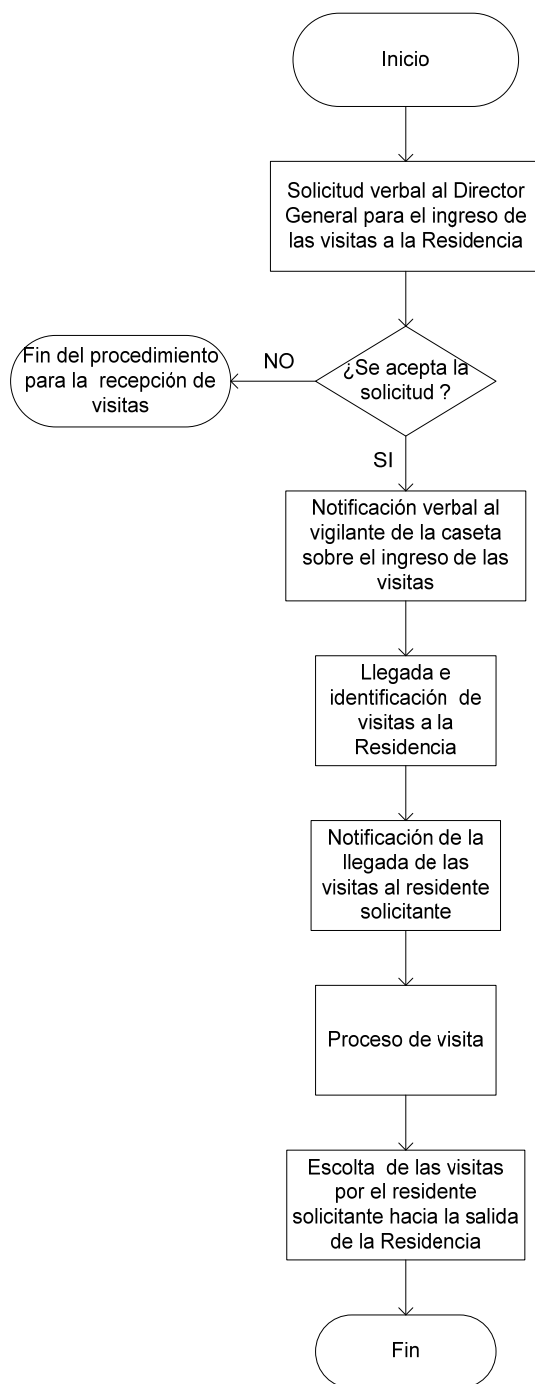 Inicio
Solicitud verbal al Director
General para el ingreso de
las visitas a la Residencia
¿Se acepta la
solicitud ?
NO
Fin del procedimiento
para la recepción de
visitas
SI
Notificación verbal al
vigilante de la caseta
sobre el ingreso de las
visitas
Llegada e
identificación de
visitas a la
Residencia
Notificación de la
llegada de las
visitas al residente
solicitante
Proceso de visita
Escolta de las visitas
por el residente
solicitante hacia la salida
de la Residencia
Fin